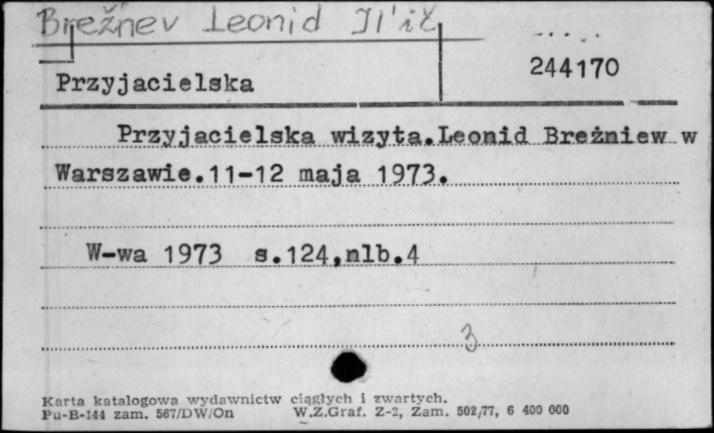 Brežnev Leonid Il'ič
244170
Przyjacielska
Przyjacielska wizyta.Leonid Breżniew w
Warszawie.11-12 maja 1973.
W-wa 1973 s.124,nlb.4
3
Karta katalogowa wydawnictw ciągłych i zwartych.
Pu-B-144 zam. 567/DW/On W.Z.Graf. Z-2, Zam. 502/77, 6 400 000